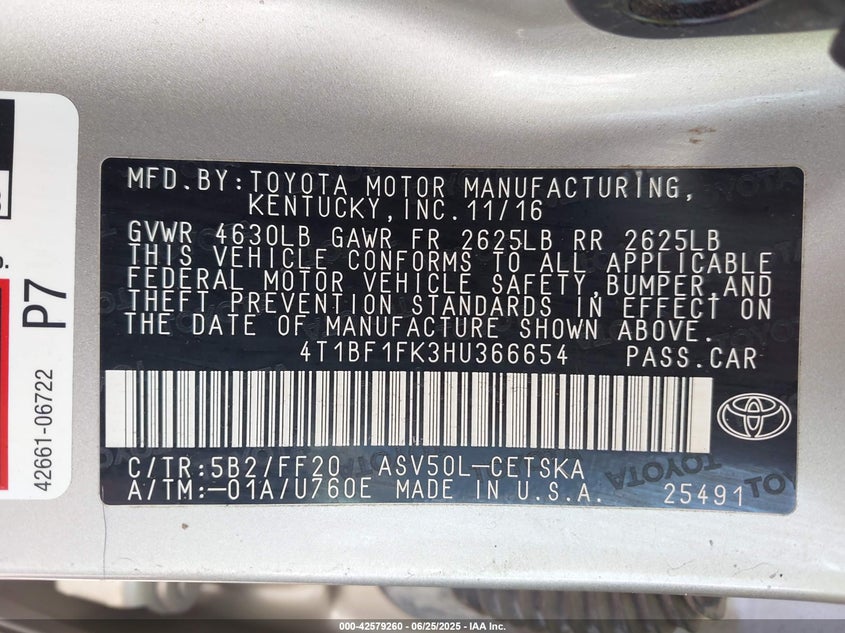 MFD.BY:TOYOTA MOTOR MANUFACTURING,
KENTUCKY,INC.11/16
GVWR 4630LB GAWR FR 2625LB RR 2625LB
THIS VEHICLE CONFORMS TO ALL APPLICABLE
FEDERAL MOTOR VEHICLE SAFETY,BUMPER,AND
THEFT PREVENTION STANDARDS IN EFFECT ON
THE DATE OF MANUFACTURE SHOWN ABOVE.
4T1BF1FK3HU366654 PASS.CAR
C/TR:5B2/FF20 ASV50L-CETSKA
A/TM:-01A/U760E MADE IN U.S.A. 25491
P7
42661-06722
TOYOTA
000-42579260 - 06/25/2025 - IAA Inc.